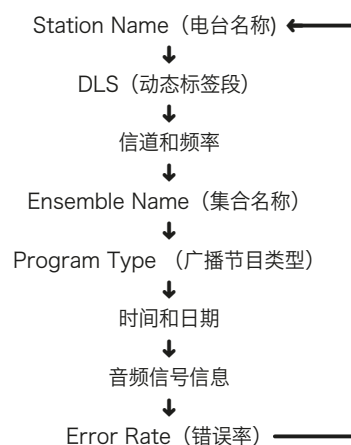 Station Name（电台名称)
DLS（动态标签段）
信道和频率
Ensemble Name（集合名称）
Program Type （广播节目类型）
时间和日期
音频信号信息
Error Rate（错误率）